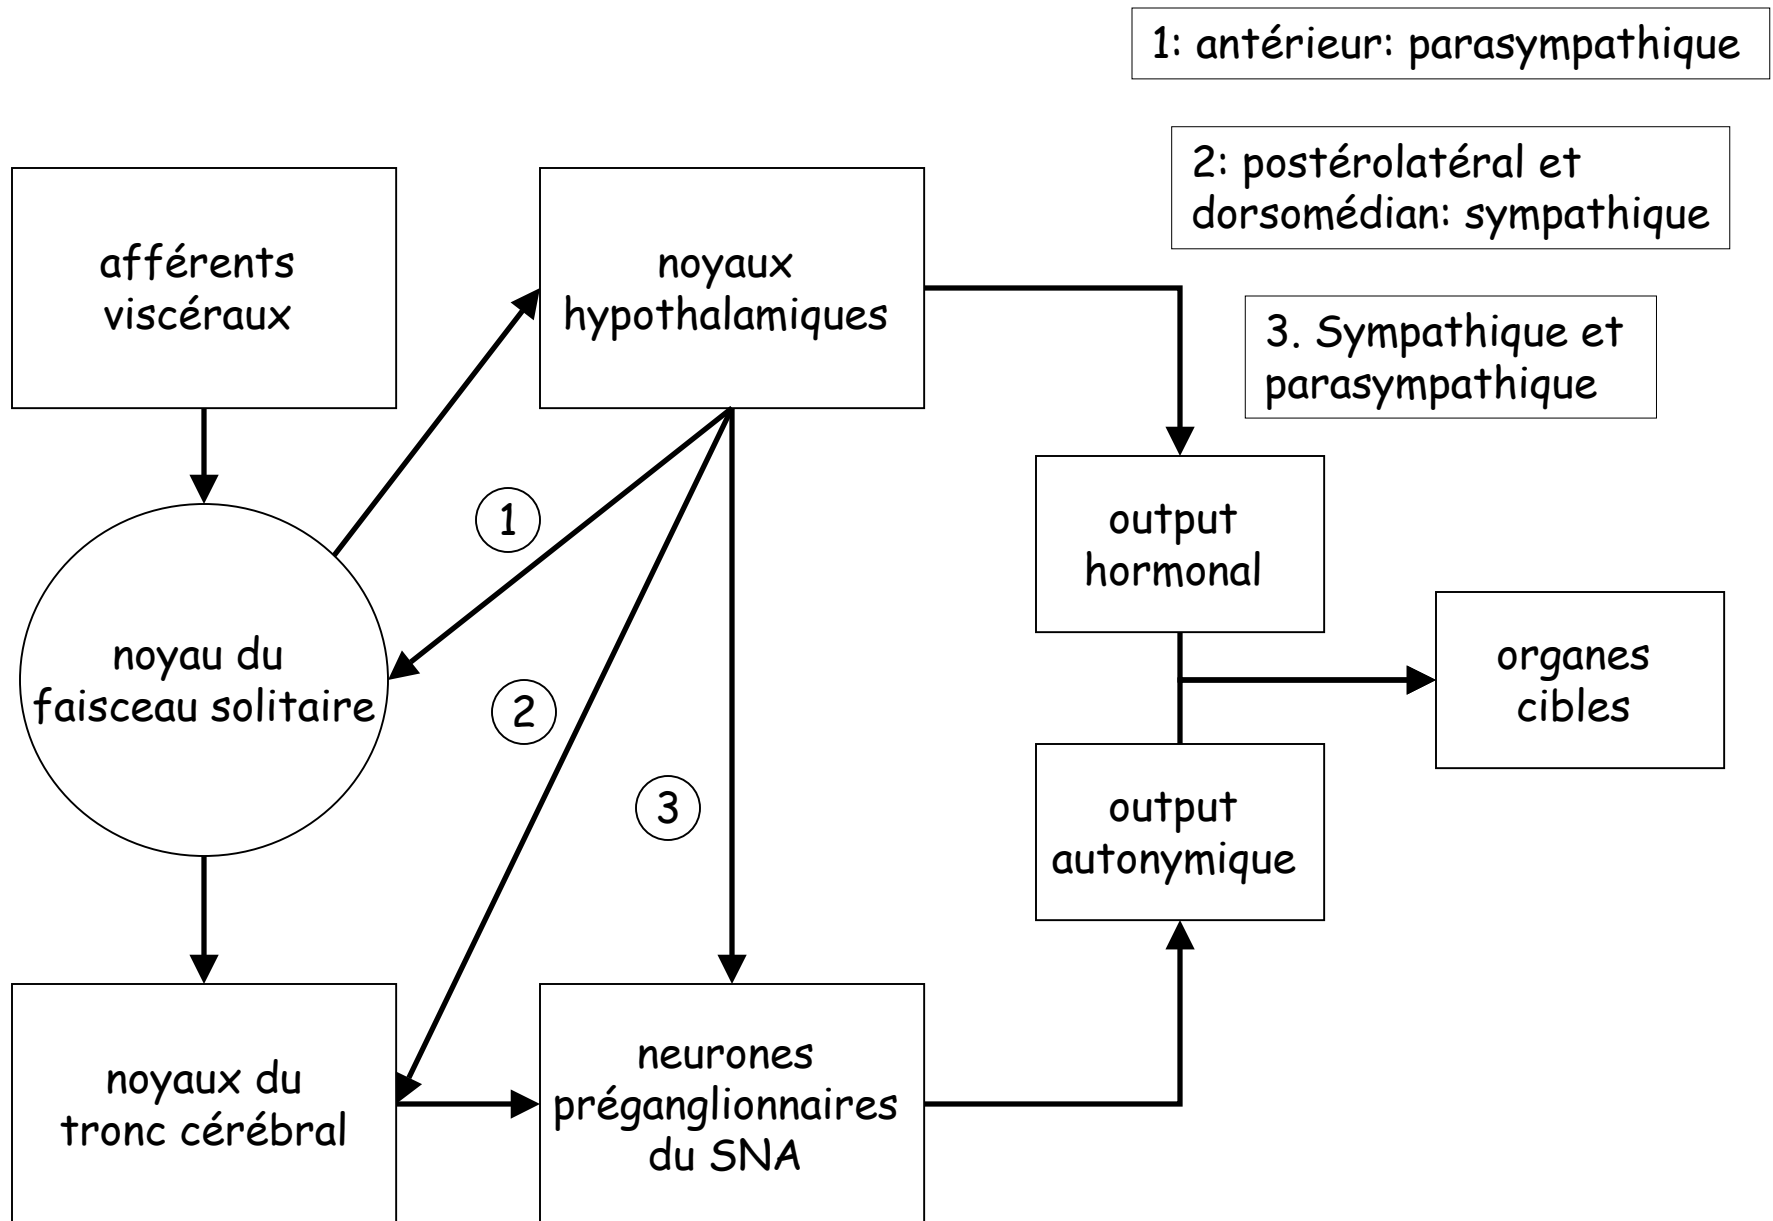 1: antérieur: parasympathique
2: postérolatéral et
dorsomédian: sympathique
3. Sympathique et
parasympathique
afférents
viscéraux
noyaux
hypothalamiques
output
hormonal
organes
cibles
1
noyau du
faisceau solitaire
2
3
output
autonymique
noyaux du
tronc cérébral
neurones
préganglionnaires
du SNA